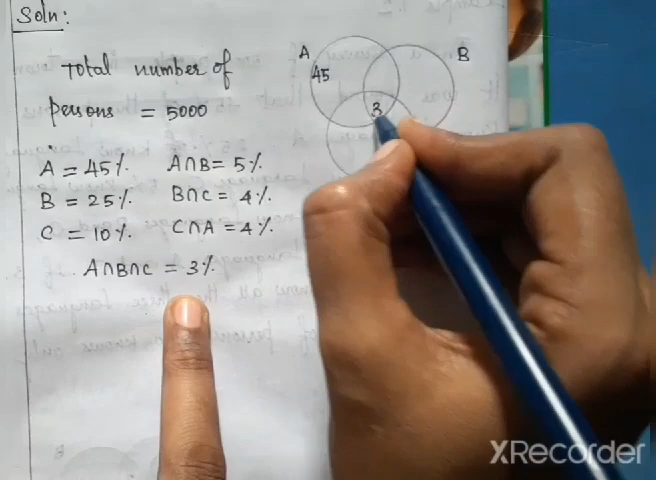 Soln:
Total number of
persons = 5000
A = 45% A∩B = 5%
B = 25% B∩C = 4%
C = 10% C∩A = 4%
A∩B∩C = 3%
A B
45
3
XRecorder